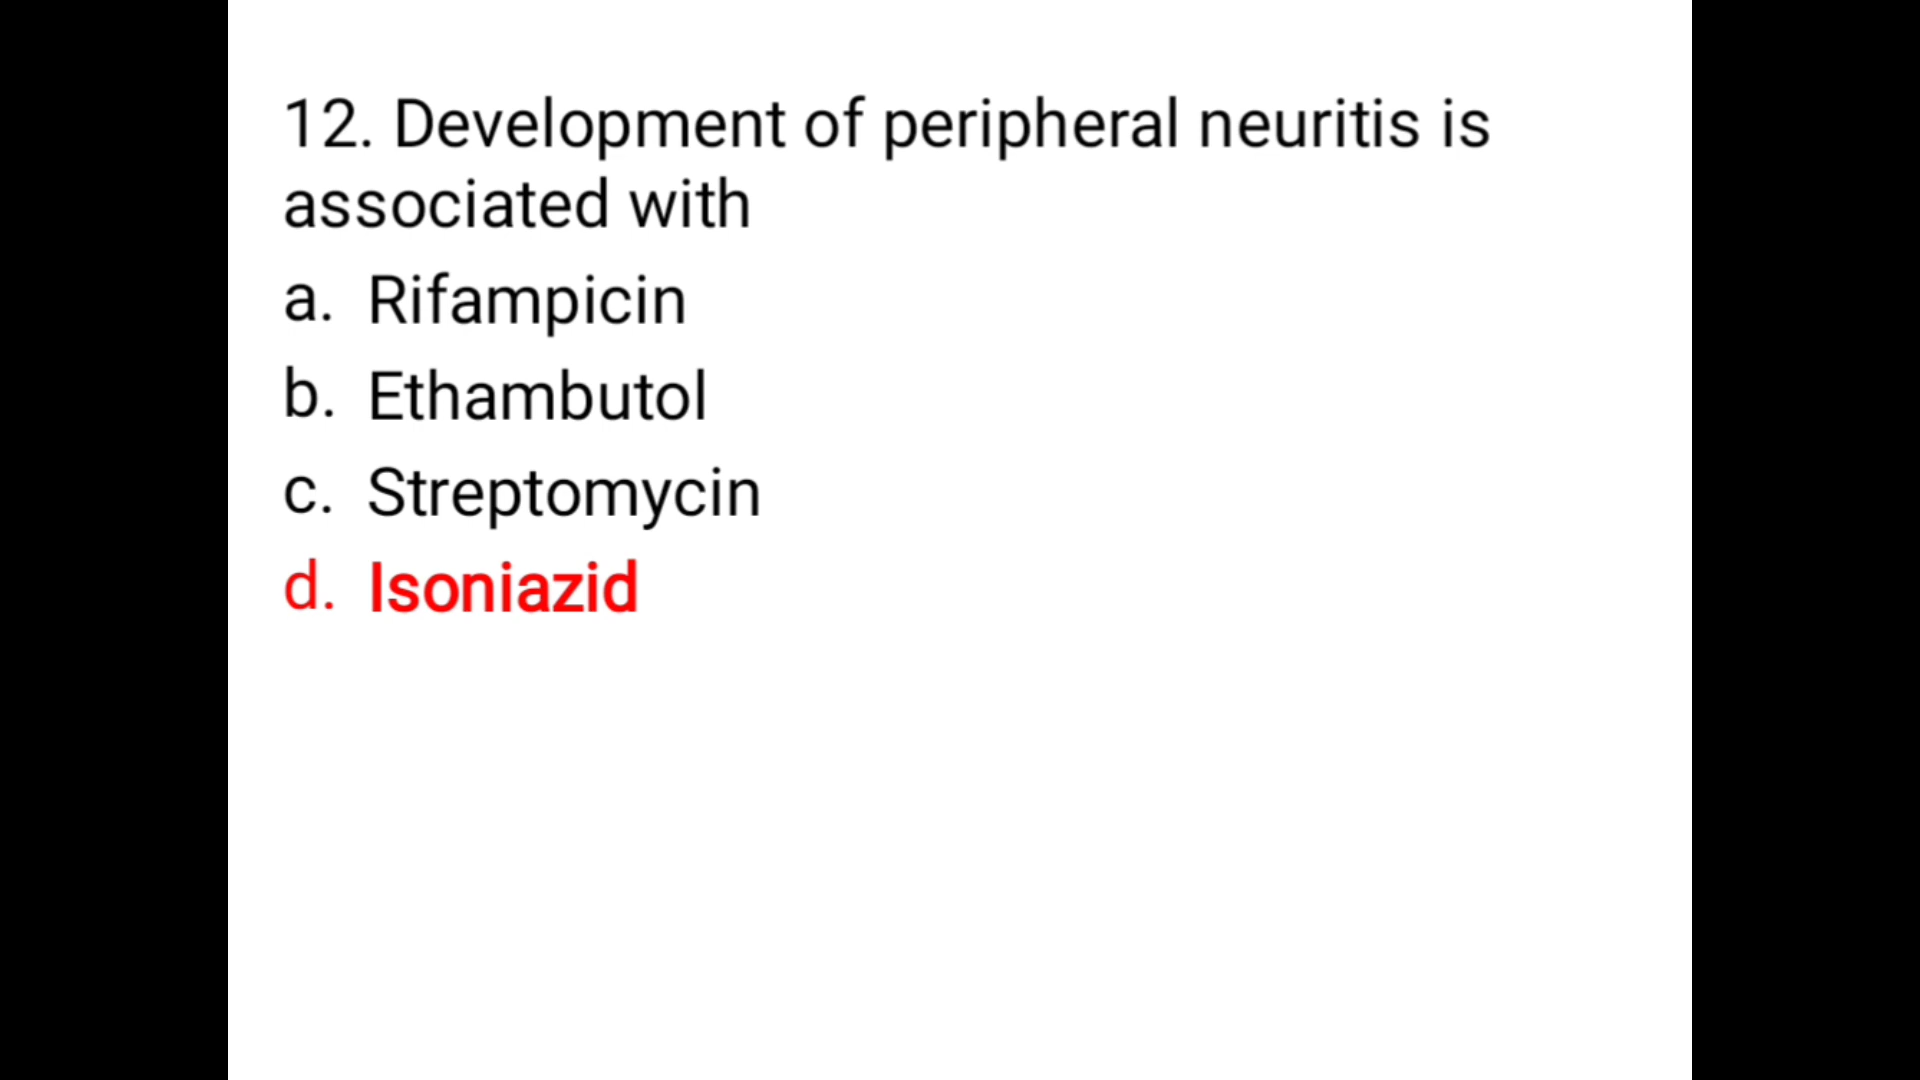 12. Development of peripheral neuritis is
associated with
a. Rifampicin
b. Ethambutol
c. Streptomycin
d. Isoniazid